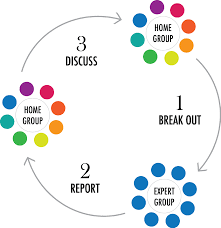 HOME
GROUP
3
DISCUSS
1
BREAK OUT
HOME
GROUP
2
REPORT
EXPERT
GROUP